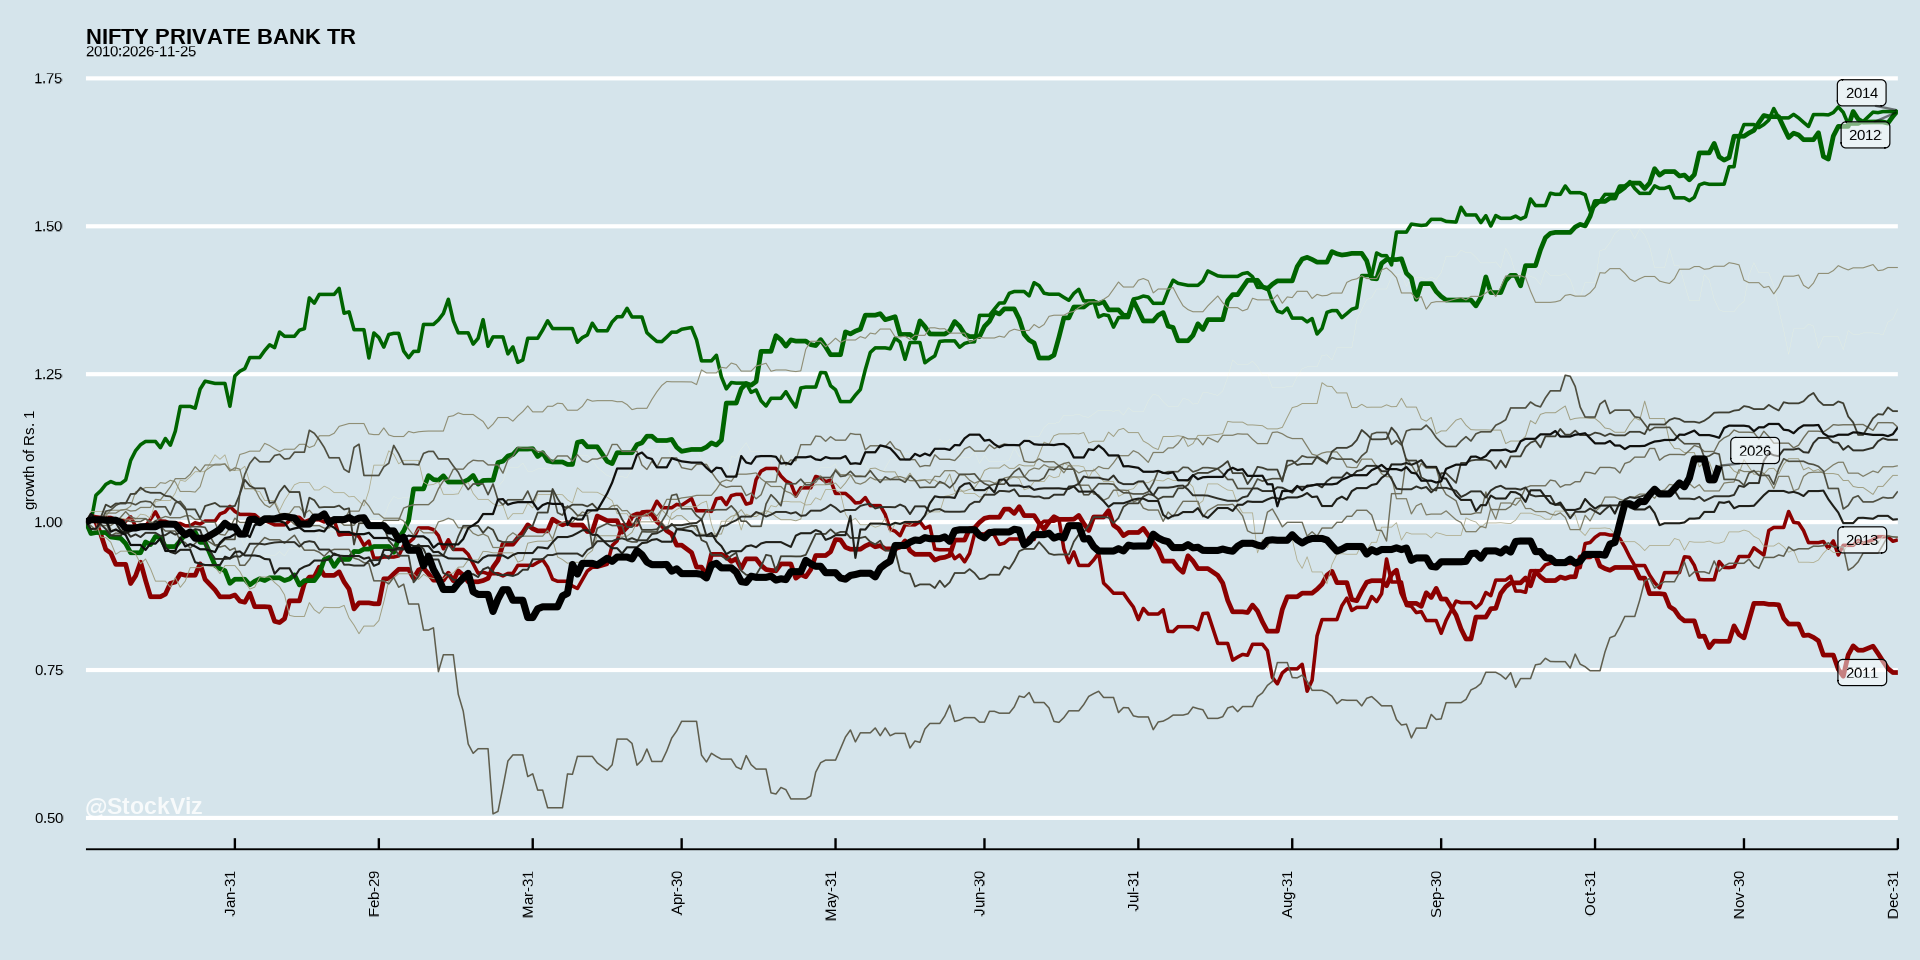 NIFTY PRIVATE BANK TR
2010:2026-11-25
growth of Rs. 1
1.75
1.50
1.25
1.00
0.75
0.50
2014
2012
2026
2013
2011
@StockViz
Jan-31
Feb-29
Mar-31
Apr-30
May-31
Jun-30
Jul-31
Aug-31
Sep-30
Oct-31
Nov-30
Dec-31